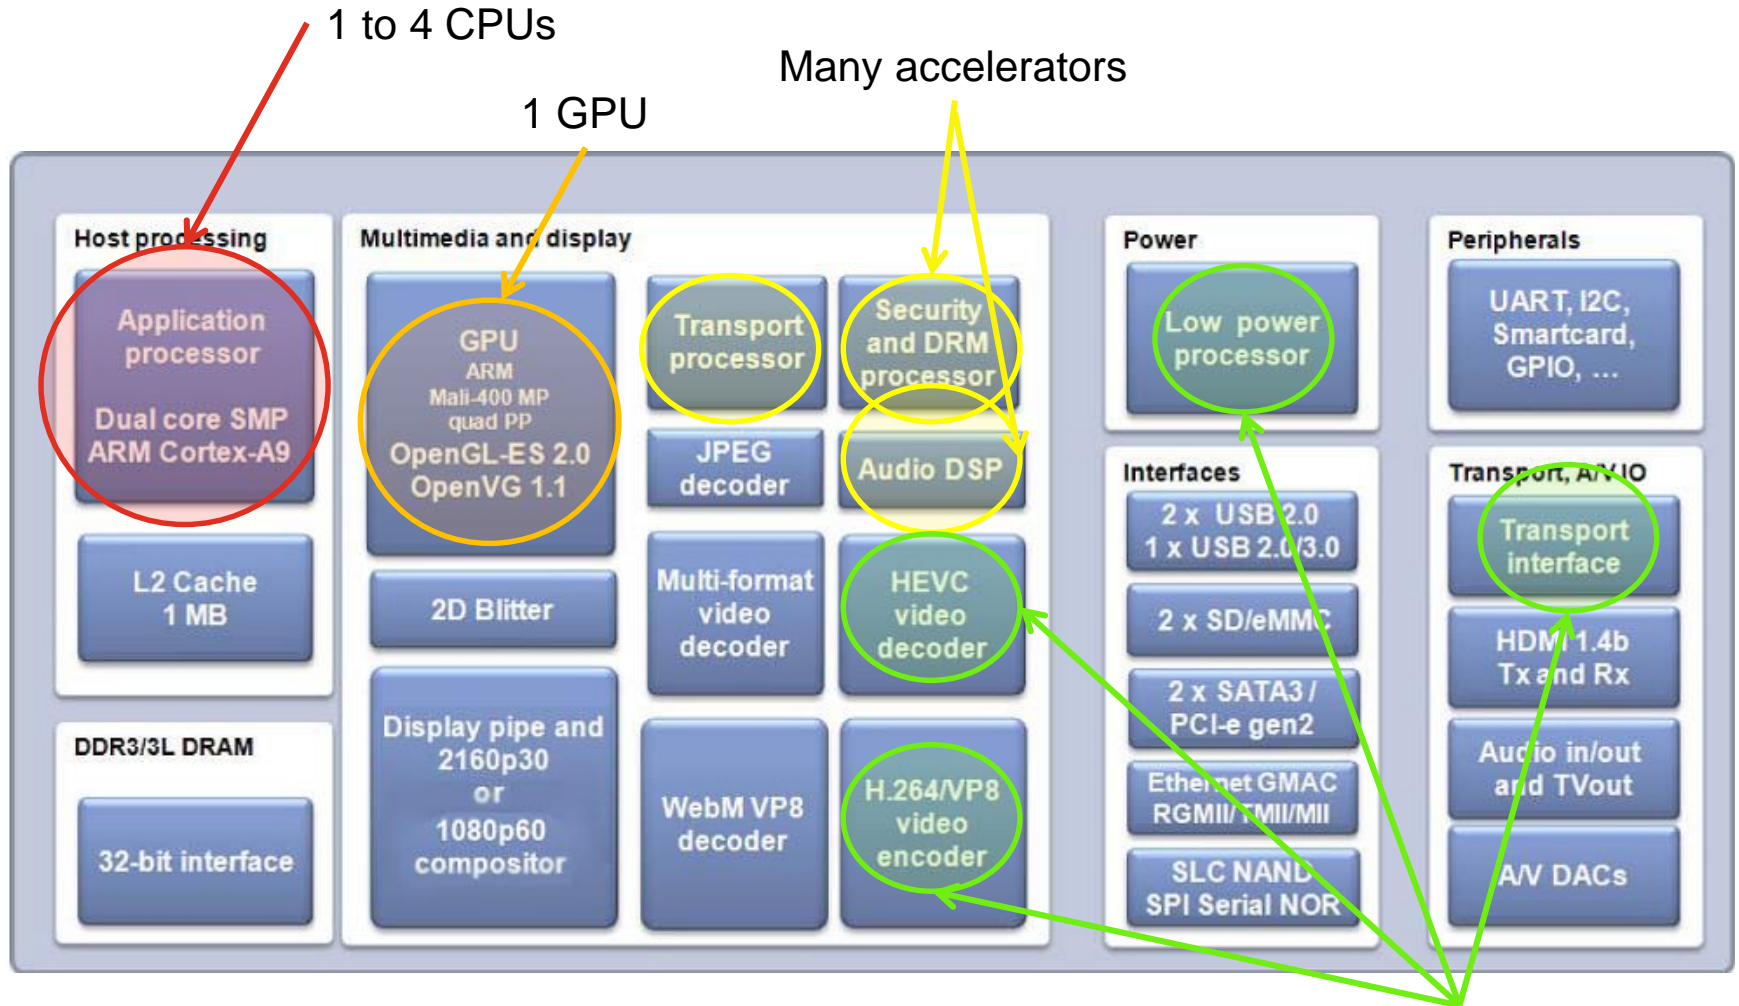 1 to 4 CPUs
Many accelerators
1 GPU
Host processing
Application
processor
Dual core SMP
ARM Cortex-A9
L2 Cache
1 MB
DDR3/3L DRAM
32-bit interface
Multimedia and display
GPU
ARM
Mali-400 MP
quad PP
OpenGL-ES 2.0
OpenVG 1.1
2D Blitter
Display pipe and
2160p30
or
1080p60
compositor
Transport
processor
JPEG
decoder
Multi-format
video
decoder
WebM VP8
decoder
Security
and DRM
processor
Audio DSP
HEVC
video
decoder
H.264/VP8
video
encoder
Power
Low power
processor
Interfaces
2 x USB 2.0
1 x USB 2.0/3.0
2 x SD/eMMC
2 x SATA3 /
PCI-e gen2
Ethernet GMAC
RGMII/TMII/MII
SLC NAND
SPI Serial NOR
Peripherals
UART, I2C,
Smartcard,
GPIO, ...
Transport, A/V IO
Transport
interface
HDMI 1.4b
Tx and Rx
Audio in/out
and TVout
A/V DACs